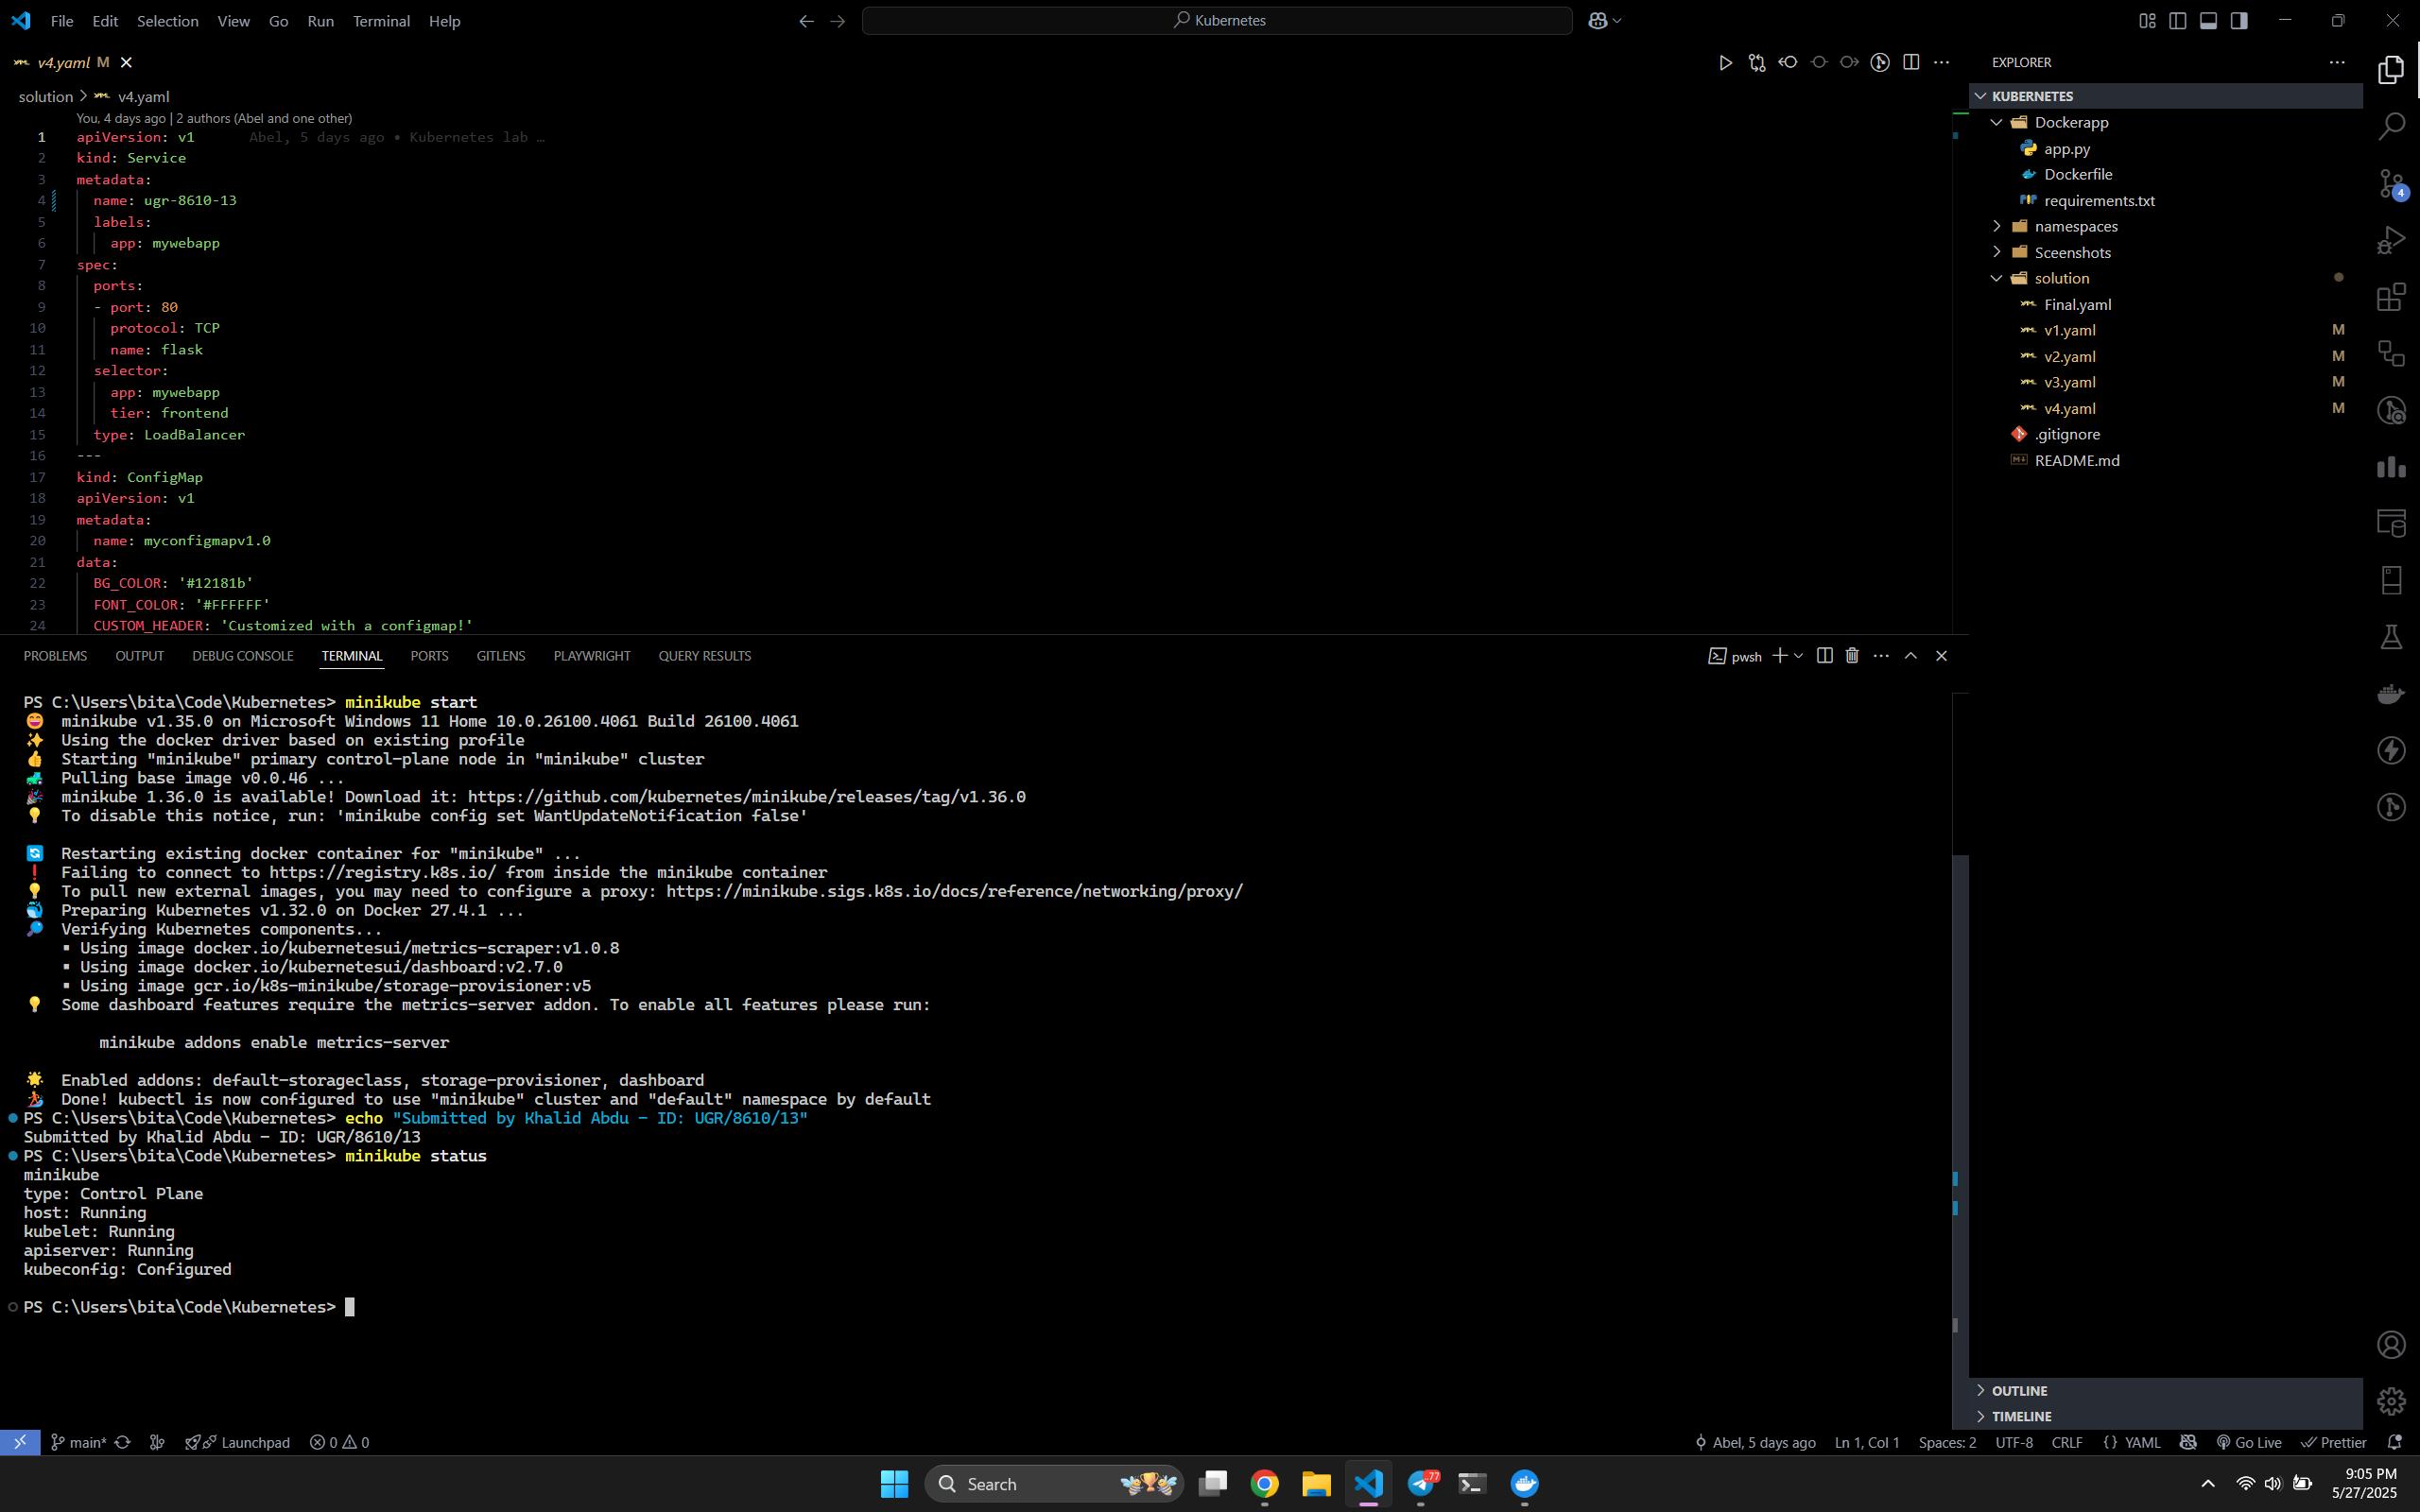 File Edit Selection View Go Run Terminal Help
Kubernetes
v4.yaml M
solution > v4.yaml
You, 4 days ago | 2 authors (Abel and one other)
1 apiVersion: v1 Abel, 5 days ago • Kubernetes lab …
2 kind: Service
3 metadata:
4 name: ugr-8610-13
5 labels:
6 app: mywebapp
7 spec:
8 ports:
9 - port: 80
10 protocol: TCP
11 name: flask
12 selector:
13 app: mywebapp
14 tier: frontend
15 type: LoadBalancer
16 ---
17 kind: ConfigMap
18 apiVersion: v1
19 metadata:
20 name: myconfigmapv1.0
21 data:
22 BG_COLOR: '#12181b'
23 FONT_COLOR: '#FFFFFF'
24 CUSTOM_HEADER: 'Customized with a configmap!'
EXPLORER
KUBERNETES
Dockerapp
app.py
Dockerfile
requirements.txt
namespaces
Sceenshots
solution
Final.yaml
v1.yaml M
v2.yaml M
v3.yaml M
v4.yaml M
.gitignore
README.md
4
PROBLEMS OUTPUT DEBUG CONSOLE TERMINAL PORTS GITLENS PLAYWRIGHT QUERY RESULTS
pwsh
PS C:\Users\bita\Code\Kubernetes> minikube start
minikube v1.35.0 on Microsoft Windows 11 Home 10.0.26100.4061 Build 26100.4061
Using the docker driver based on existing profile
Starting "minikube" primary control-plane node in "minikube" cluster
Pulling base image v0.0.46 ...
minikube 1.36.0 is available! Download it: https://github.com/kubernetes/minikube/releases/tag/v1.36.0
To disable this notice, run: 'minikube config set WantUpdateNotification false'
Restarting existing docker container for "minikube" ...
Failing to connect to https://registry.k8s.io/ from inside the minikube container
To pull new external images, you may need to configure a proxy: https://minikube.sigs.k8s.io/docs/reference/networking/proxy/
Preparing Kubernetes v1.32.0 on Docker 27.4.1 ...
Verifying Kubernetes components...
▪ Using image docker.io/kubernetesui/metrics-scraper:v1.0.8
▪ Using image docker.io/kubernetesui/dashboard:v2.7.0
▪ Using image gcr.io/k8s-minikube/storage-provisioner:v5
Some dashboard features require the metrics-server addon. To enable all features please run:
minikube addons enable metrics-server
Enabled addons: default-storageclass, storage-provisioner, dashboard
Done! kubectl is now configured to use "minikube" cluster and "default" namespace by default
PS C:\Users\bita\Code\Kubernetes> echo "Submitted by Khalid Abdu - ID: UGR/8610/13"
Submitted by Khalid Abdu - ID: UGR/8610/13
PS C:\Users\bita\Code\Kubernetes> minikube status
minikube
type: Control Plane
host: Running
kubelet: Running
apiserver: Running
kubeconfig: Configured
PS C:\Users\bita\Code\Kubernetes>
OUTLINE
TIMELINE
main* Launchpad 0 0
Abel, 5 days ago Ln 1, Col 1 Spaces: 2 UTF-8 CRLF {} YAML Go Live Prettier
Search
77
9:05 PM
5/27/2025